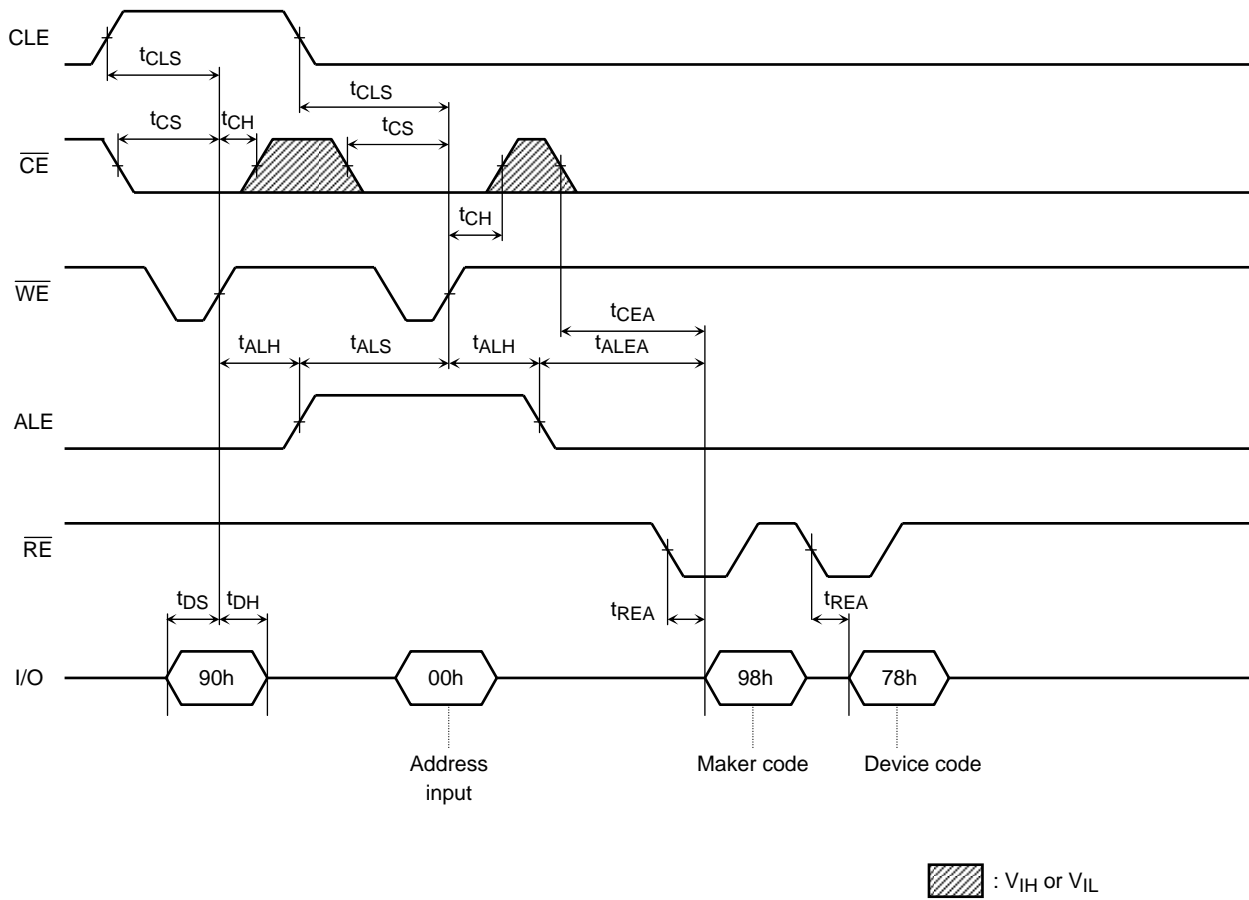 CLE
tCLS
tCLS
tCS
tCH
tCS
CE
tCH
WE
tCEA
tALH
tALS
tALH
tALEA
ALE
RE
tDS
tDH
tREA
tREA
I/O
90h
00h
98h
78h
Address
input
Maker code
Device code
: VIH or VIL